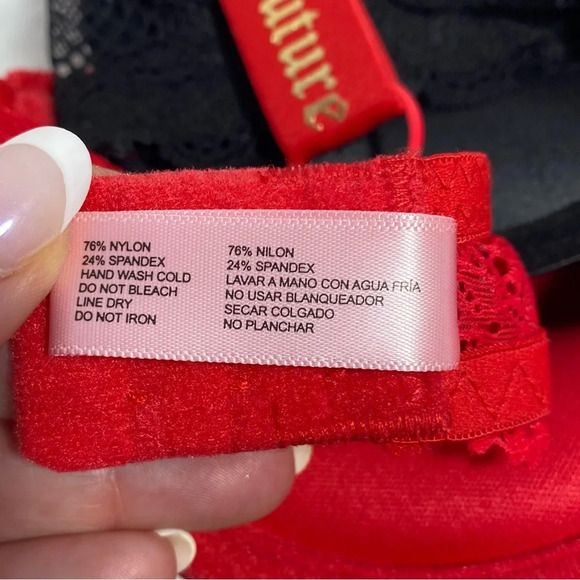 uture
76% NYLON
24% SPANDEX
HAND WASH COLD
DO NOT BLEACH
LINE DRY
DO NOT IRON
76% NILON
24% SPANDEX
LAVAR A MANO CON AGUA FRÍA
NO USAR BLANQUEADOR
SECAR COLGADO
NO PLANCHAR